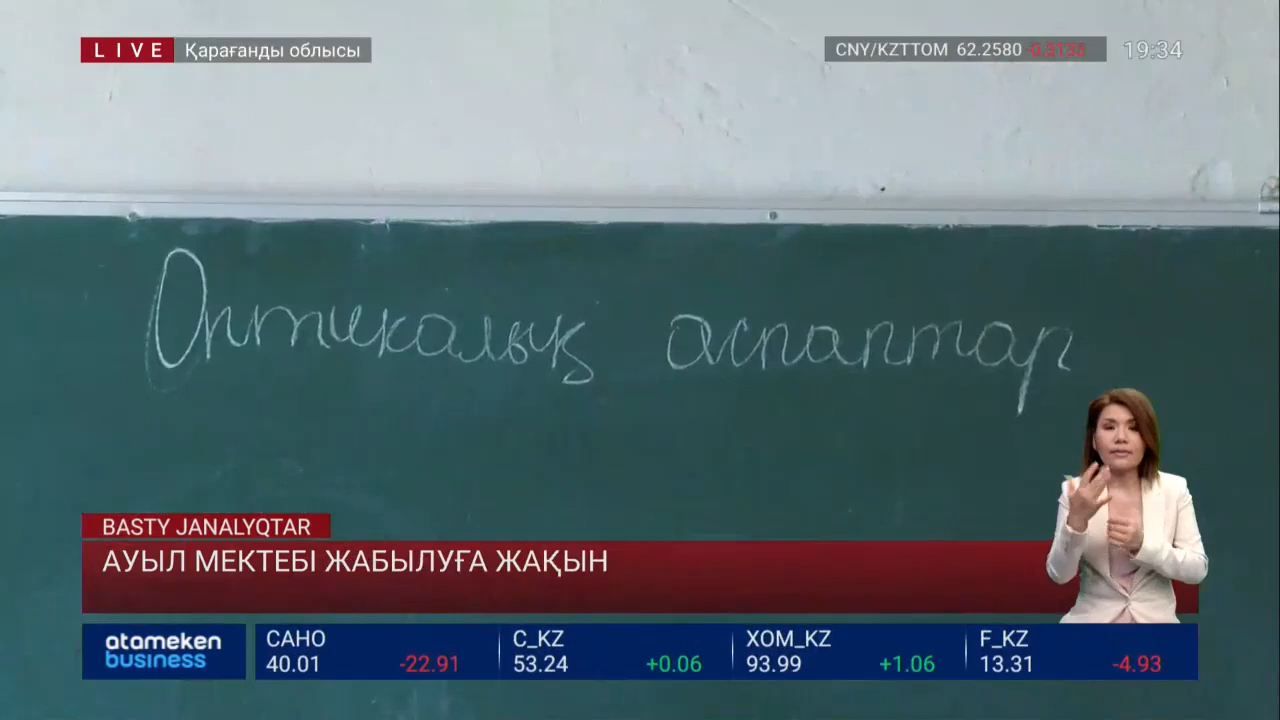 LIVE Қарағанды облысы
CNY/KZTTOM 62.2580 -0.3133 19:34
Оптикалық аспаптар
BASTY JANALYQTAR
АУЫЛ МЕКТЕБІ ЖАБЫЛУҒА ЖАҚЫН
atameken business
CAHO C_KZ XOM_KZ F_KZ
40.01 -22.91 53.24 +0.06 93.99 +1.06 13.31 -4.93